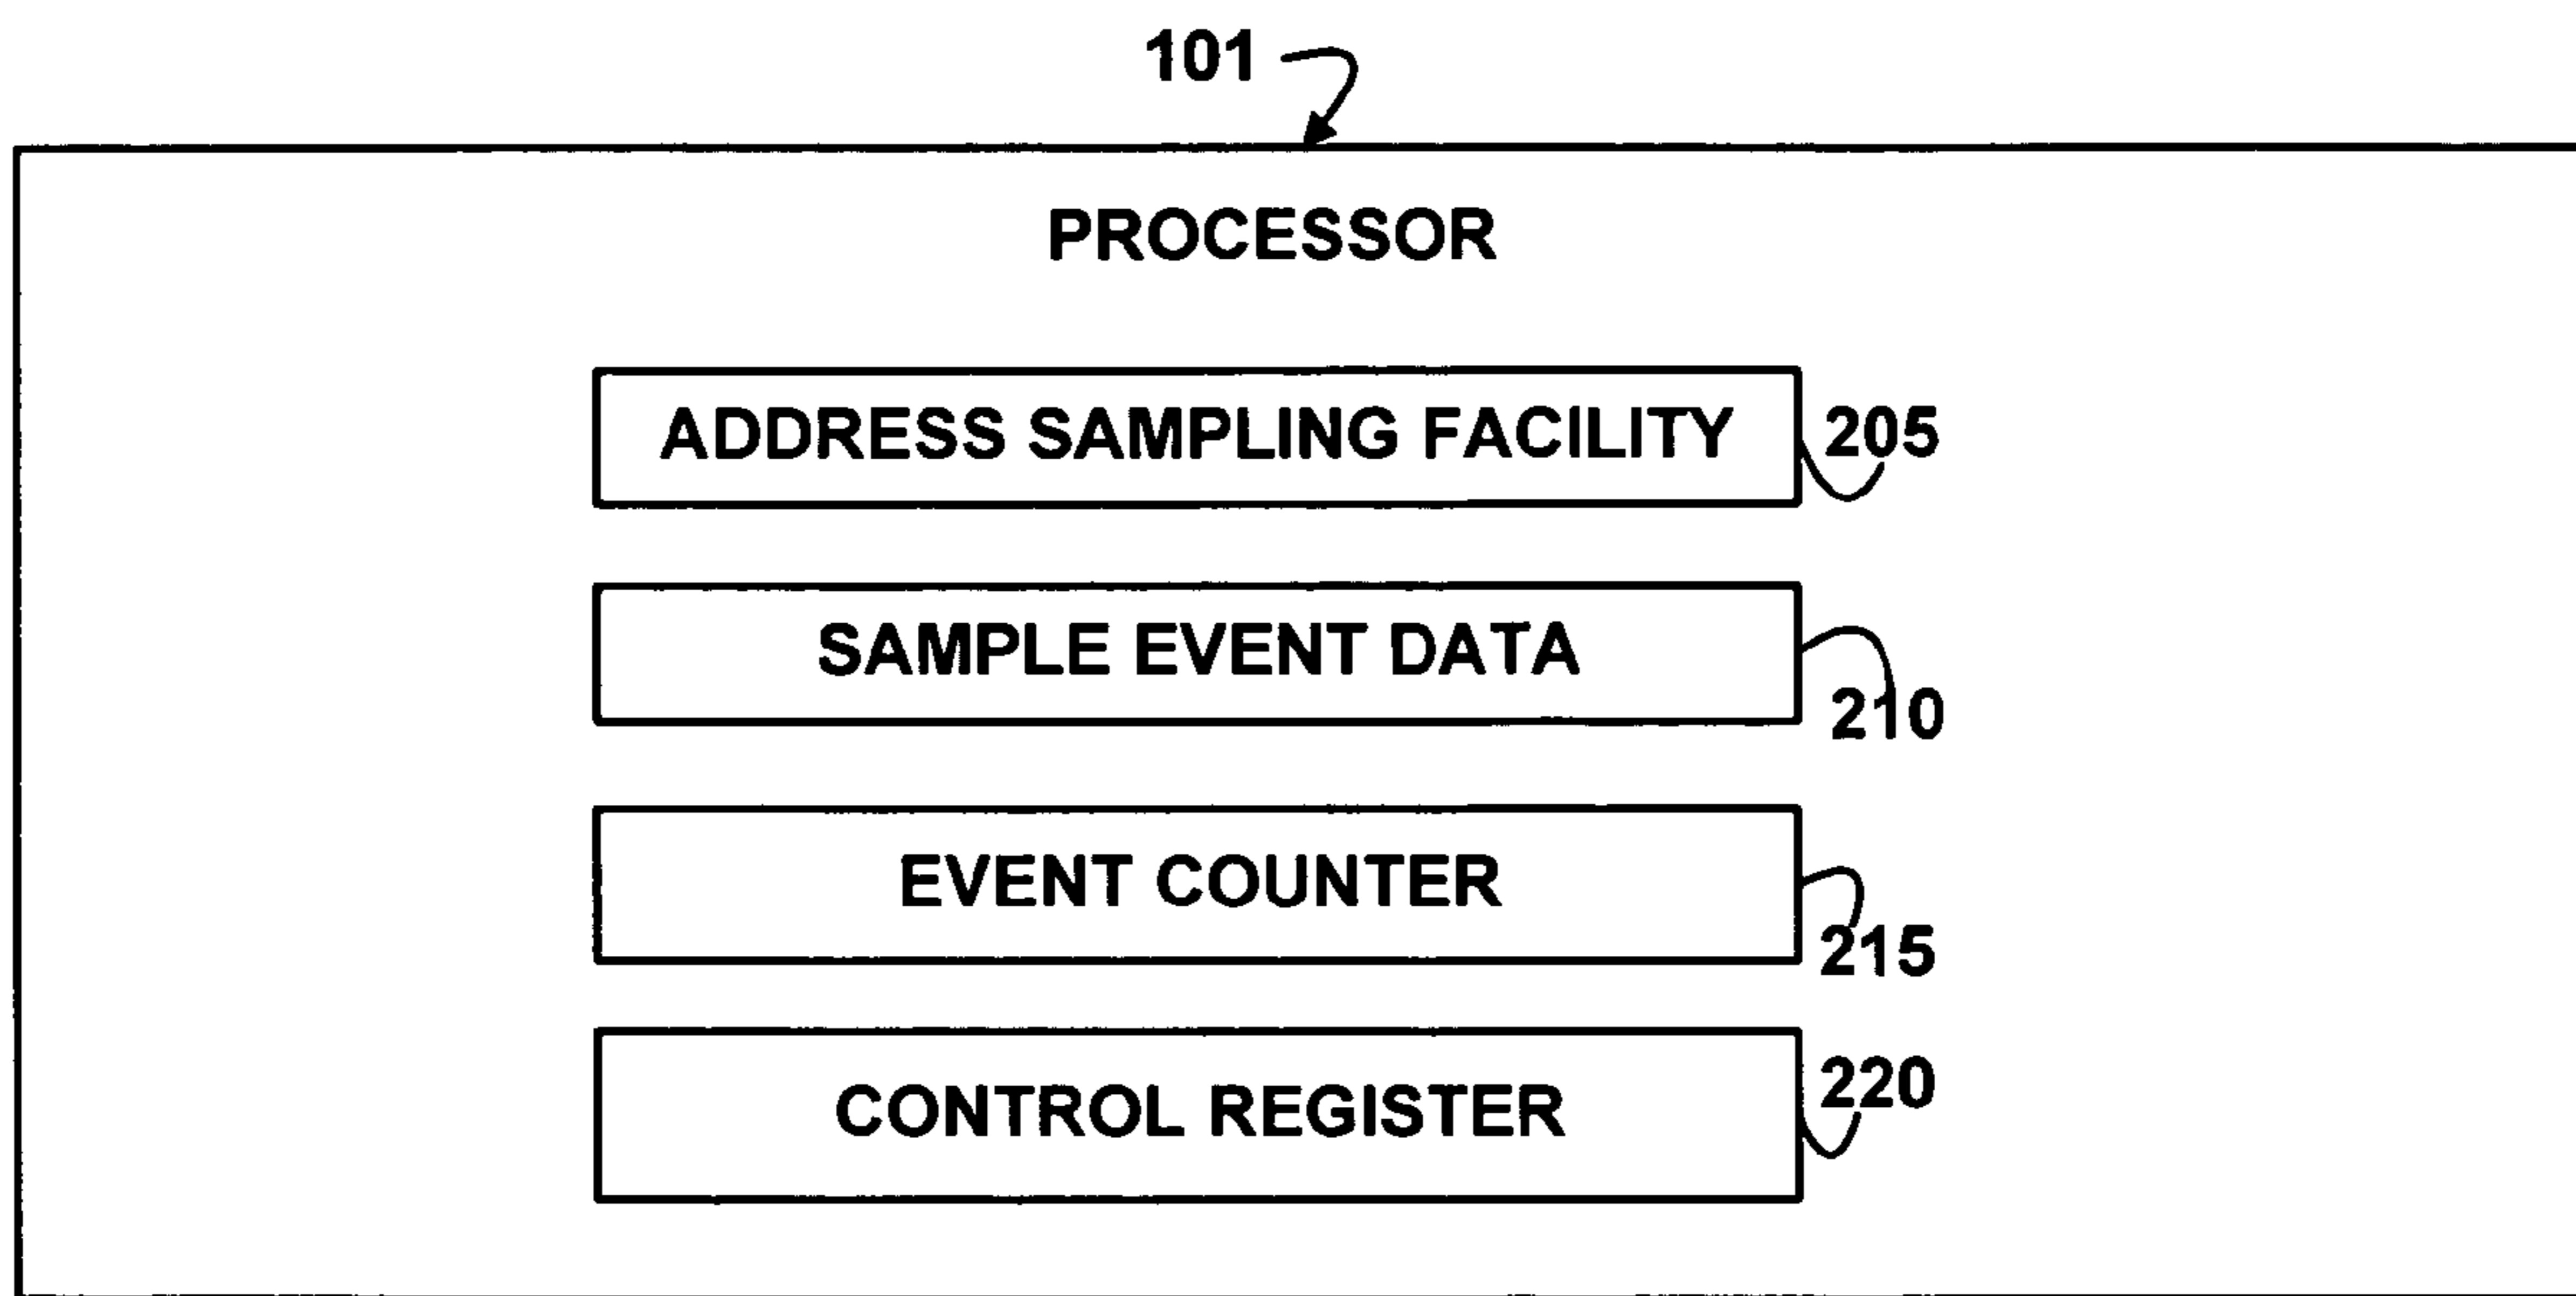 101
PROCESSOR
ADDRESS SAMPLING FACILITY
205
SAMPLE EVENT DATA
210
EVENT COUNTER
215
CONTROL REGISTER
220